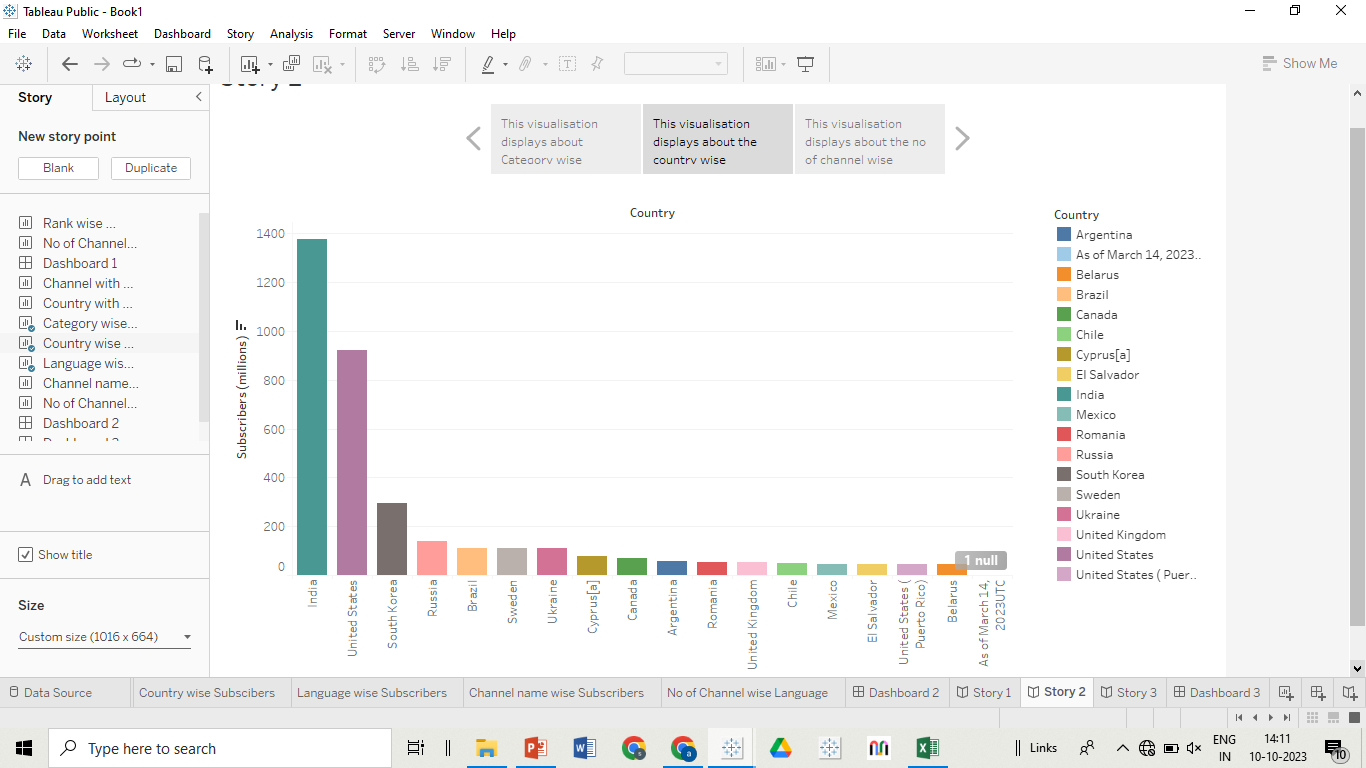 Tableau Public - Book1
File Data Worksheet Dashboard Story Analysis Format Server Window Help
Show Me
Story Layout
New story point
Blank Duplicate
Rank wise ...
No of Channel...
Dashboard 1
Channel with ...
Country with ...
Category wise...
Country wise ...
Language wis...
Channel name...
No of Channel...
Dashboard 2
A Drag to add text
Show title
Size
Custom size (1016 x 664)
This visualisation
displays about
Category wise
This visualisation
displays about the
country wise
This visualisation
displays about the no
of channel wise
Country
Subscribers (millions)
1400
1200
1000
800
600
400
200
0
1 null
India
United States
South Korea
Russia
Brazil
Sweden
Ukraine
Cyprus[a]
Canada
Argentina
Romania
United Kingdom
Chile
Mexico
El Salvador
United States (
Puerto Rico)
Belarus
As of March 14,
2023UTC
Country
Argentina
As of March 14, 2023..
Belarus
Brazil
Canada
Chile
Cyprus[a]
El Salvador
India
Mexico
Romania
Russia
South Korea
Sweden
Ukraine
United Kingdom
United States
United States ( Puer..
Data Source Country wise Subscibers Language wise Subscribers Channel name wise Subscribers No of Channel wise Language Dashboard 2 Story 1 Story 2 Story 3 Dashboard 3
Type here to search
Links
ENG
IN
14:11
10-10-2023
10